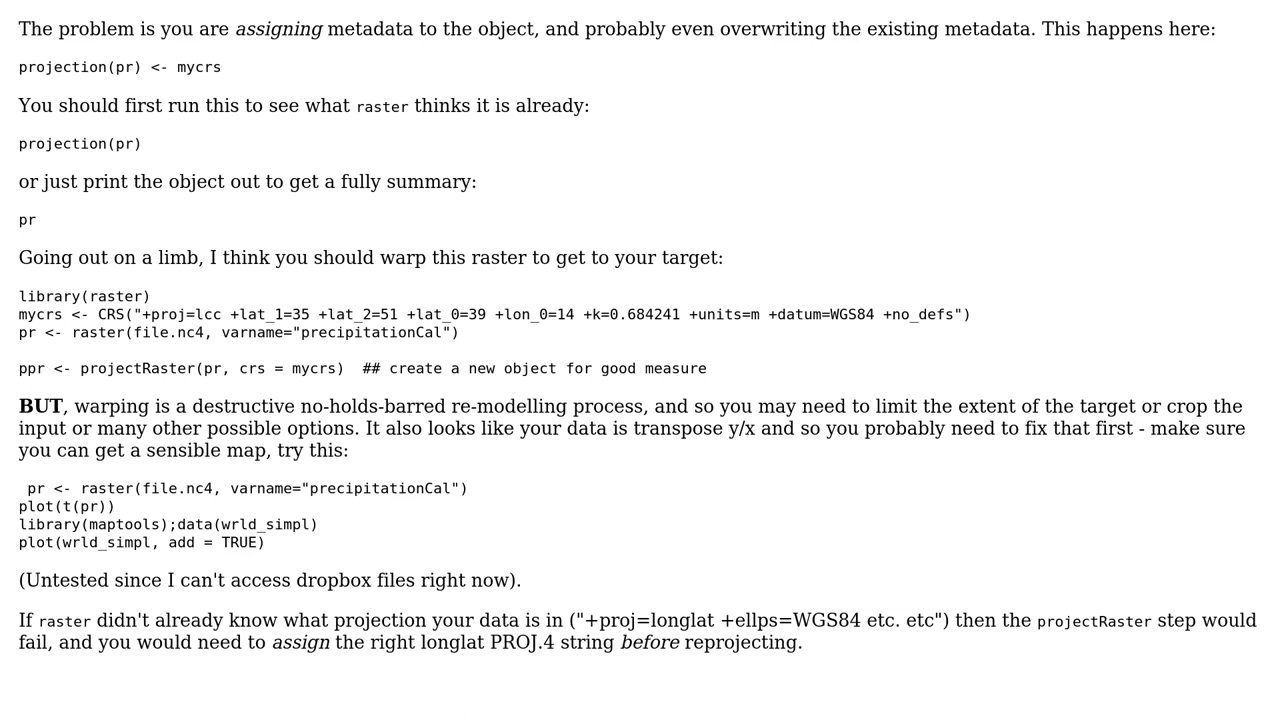 The problem is you are assigning metadata to the object, and probably even overwriting the existing metadata. This happens here:
projection(pr) <- mycrs
You should first run this to see what raster thinks it is already:
projection(pr)
or just print the object out to get a fully summary:
pr
Going out on a limb, I think you should warp this raster to get to your target:
library(raster)
mycrs <- CRS("+proj=lcc +lat_1=35 +lat_2=51 +lat_0=39 +lon_0=14 +k=0.684241 +units=m +datum=WGS84 +no_defs")
pr <- raster(file.nc4, varname="precipitationCal")
ppr <- projectRaster(pr, crs = mycrs)  ## create a new object for good measure
BUT, warping is a destructive no-holds-barred re-modelling process, and so you may need to limit the extent of the target or crop the
input or many other possible options. It also looks like your data is transpose y/x and so you probably need to fix that first - make sure
you can get a sensible map, try this:
 pr <- raster(file.nc4, varname="precipitationCal")
plot(t(pr))
library(maptools);data(wrld_simpl)
plot(wrld_simpl, add = TRUE)
(Untested since I can't access dropbox files right now).
If raster didn't already know what projection your data is in ("+proj=longlat +ellps=WGS84 etc. etc") then the projectRaster step would
fail, and you would need to assign the right longlat PROJ.4 string before reprojecting.